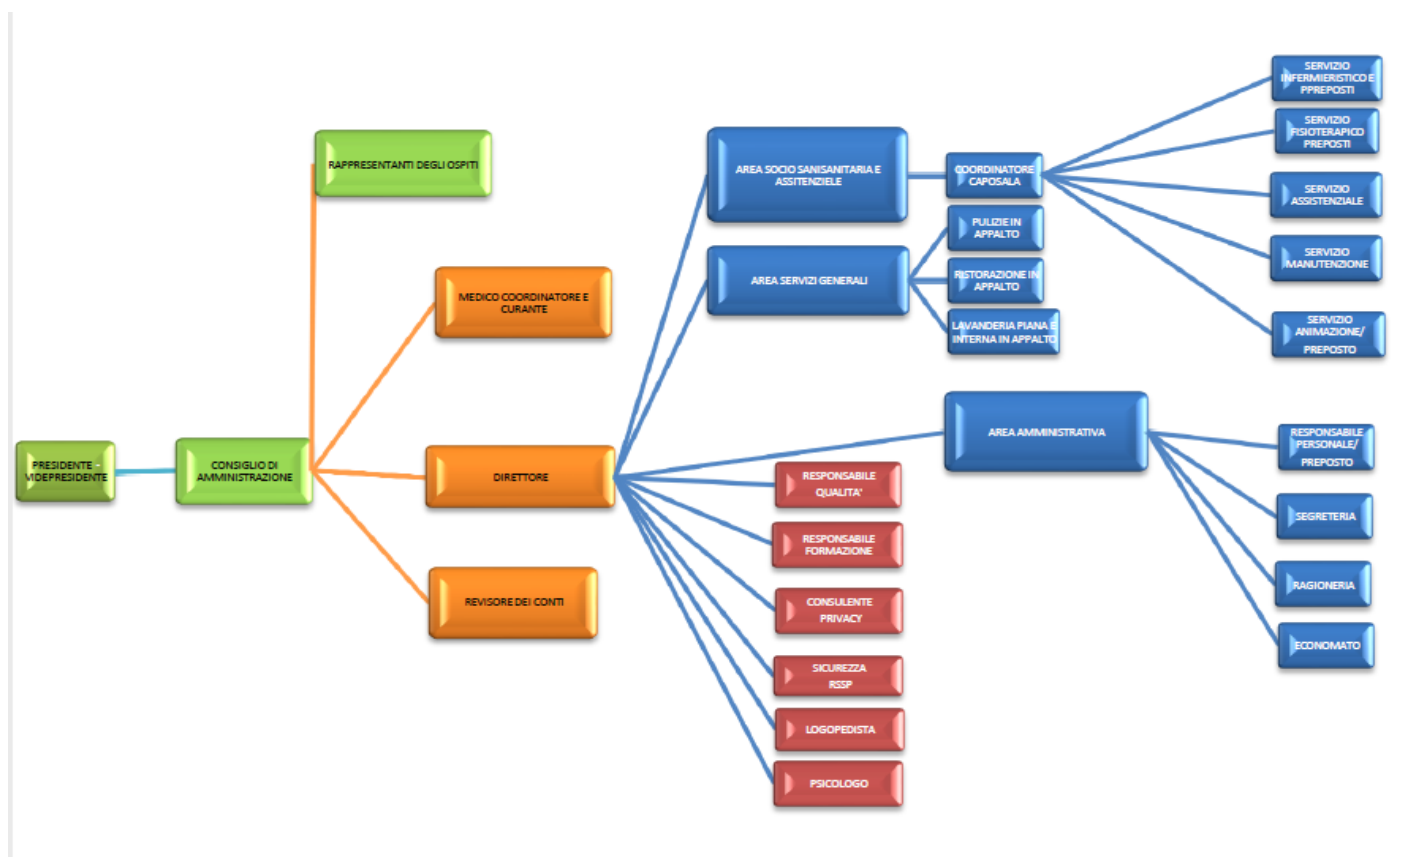 PRESIDENTE -
VIDEPRESIDENTE
CONSIGLIO DI
AMMINISTRAZIONE
RAPPRESENTANTI DEGLI OSPITI
MEDICO COORDINATORE E
CURANTE
DIRETTORE
REVISORE DEI CONTI
AREA SOCIO SANISANITARIA E
ASSITENZIELE
COORDINATORE
CAPOSALA
SERVIZIO
INFERMIERISTICO E
PPREPOSTI
SERVIZIO
FISIOTERAPICO
PREPOSTI
SERVIZIO
ASSISTENZIALE
SERVIZIO
MANUTENZIONE
SERVIZIO
ANIMAZIONE/
PREPOSTO
AREA SERVIZI GENERALI
PULIZIE IN
APPALTO
RISTORAZIONE IN
APPALTO
LAVANDERIA PIANA E
INTERNA IN APPALTO
AREA AMMINISTRATIVA
RESPONSABILE
PERSONALE/
PREPOSTO
SEGRETERIA
RAGIONERIA
ECONOMATO
RESPONSABILE
QUALITA'
RESPONSABILE
FORMAZIONE
CONSULENTE
PRIVACY
SICUREZZA
RSSP
LOGOPEDISTA
PSICOLOGO